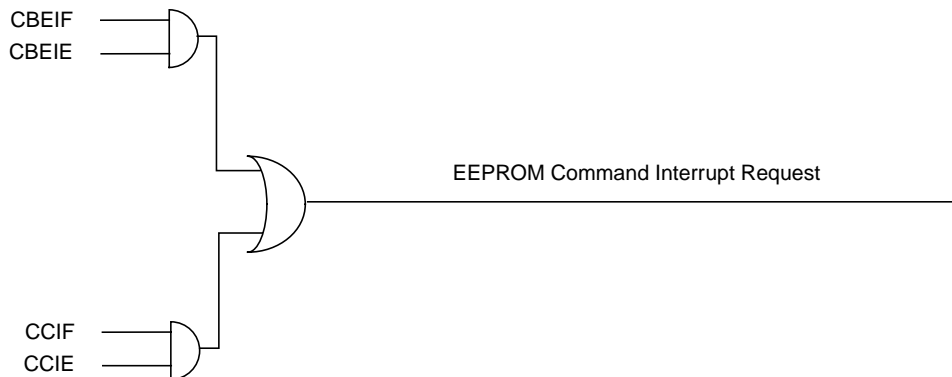 CBEIF
CBEIE
EEPROM Command Interrupt Request
CCIF
CCIE